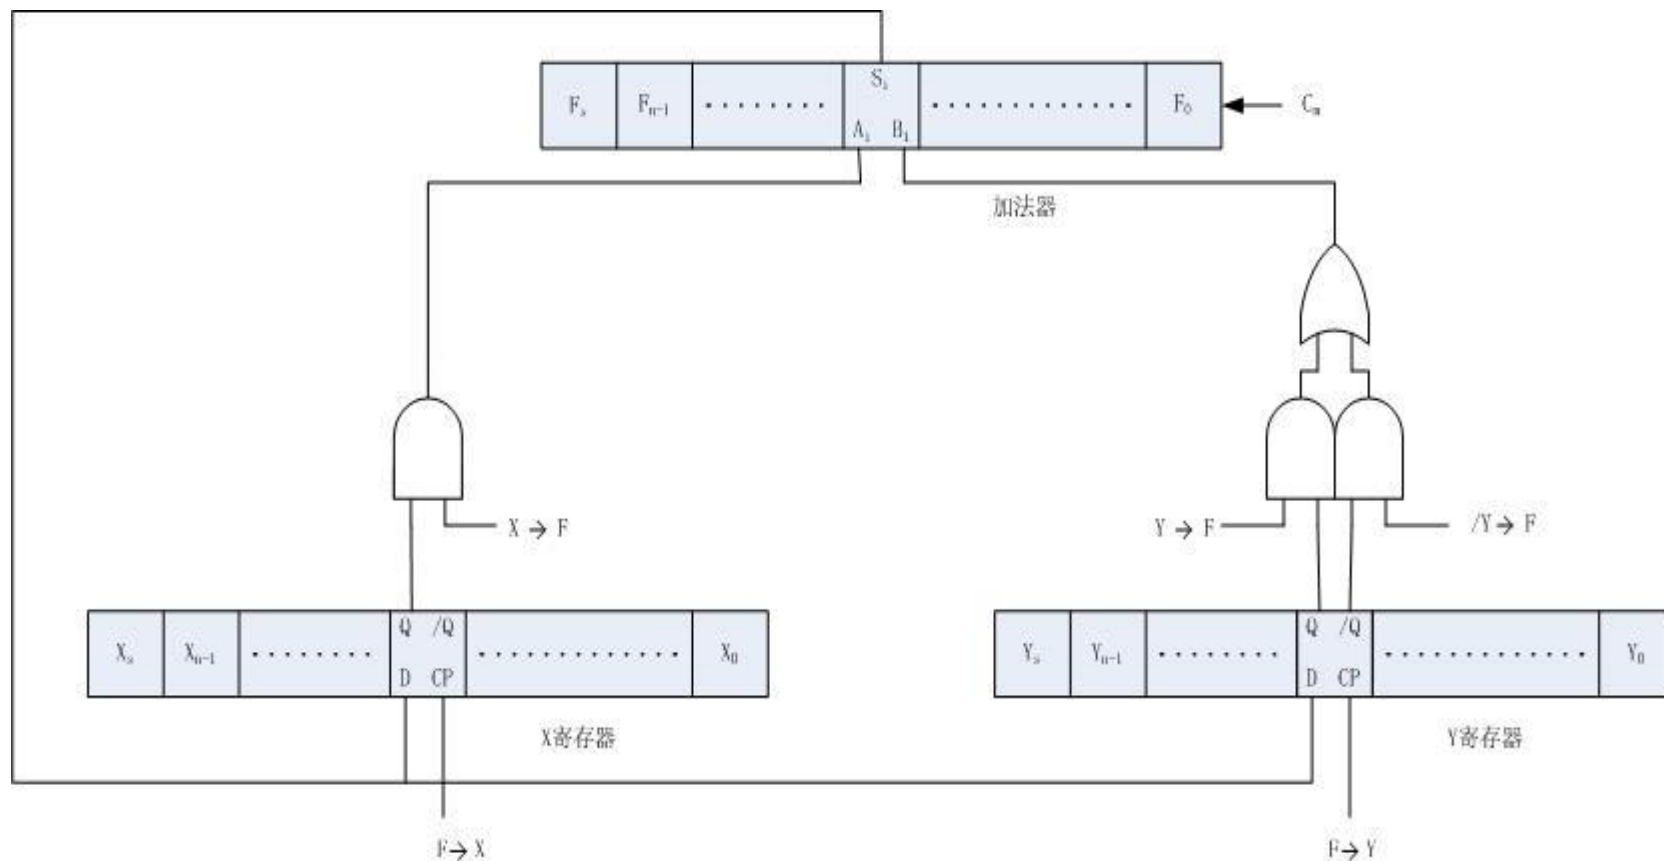 Sᵢ
Fₛ Fₙ₋₁ ········ ·············· F₀ Cᵢₙ
Aᵢ Bᵢ
加法器
X → F Y → F /Y → F
Q /Q Q /Q
Xₛ Xₙ₋₁ ········ ·············· X₀ Yₛ Yₙ₋₁ ········ ·············· Y₀
D CP D CP
X寄存器 Y寄存器
F→ X F→ Y